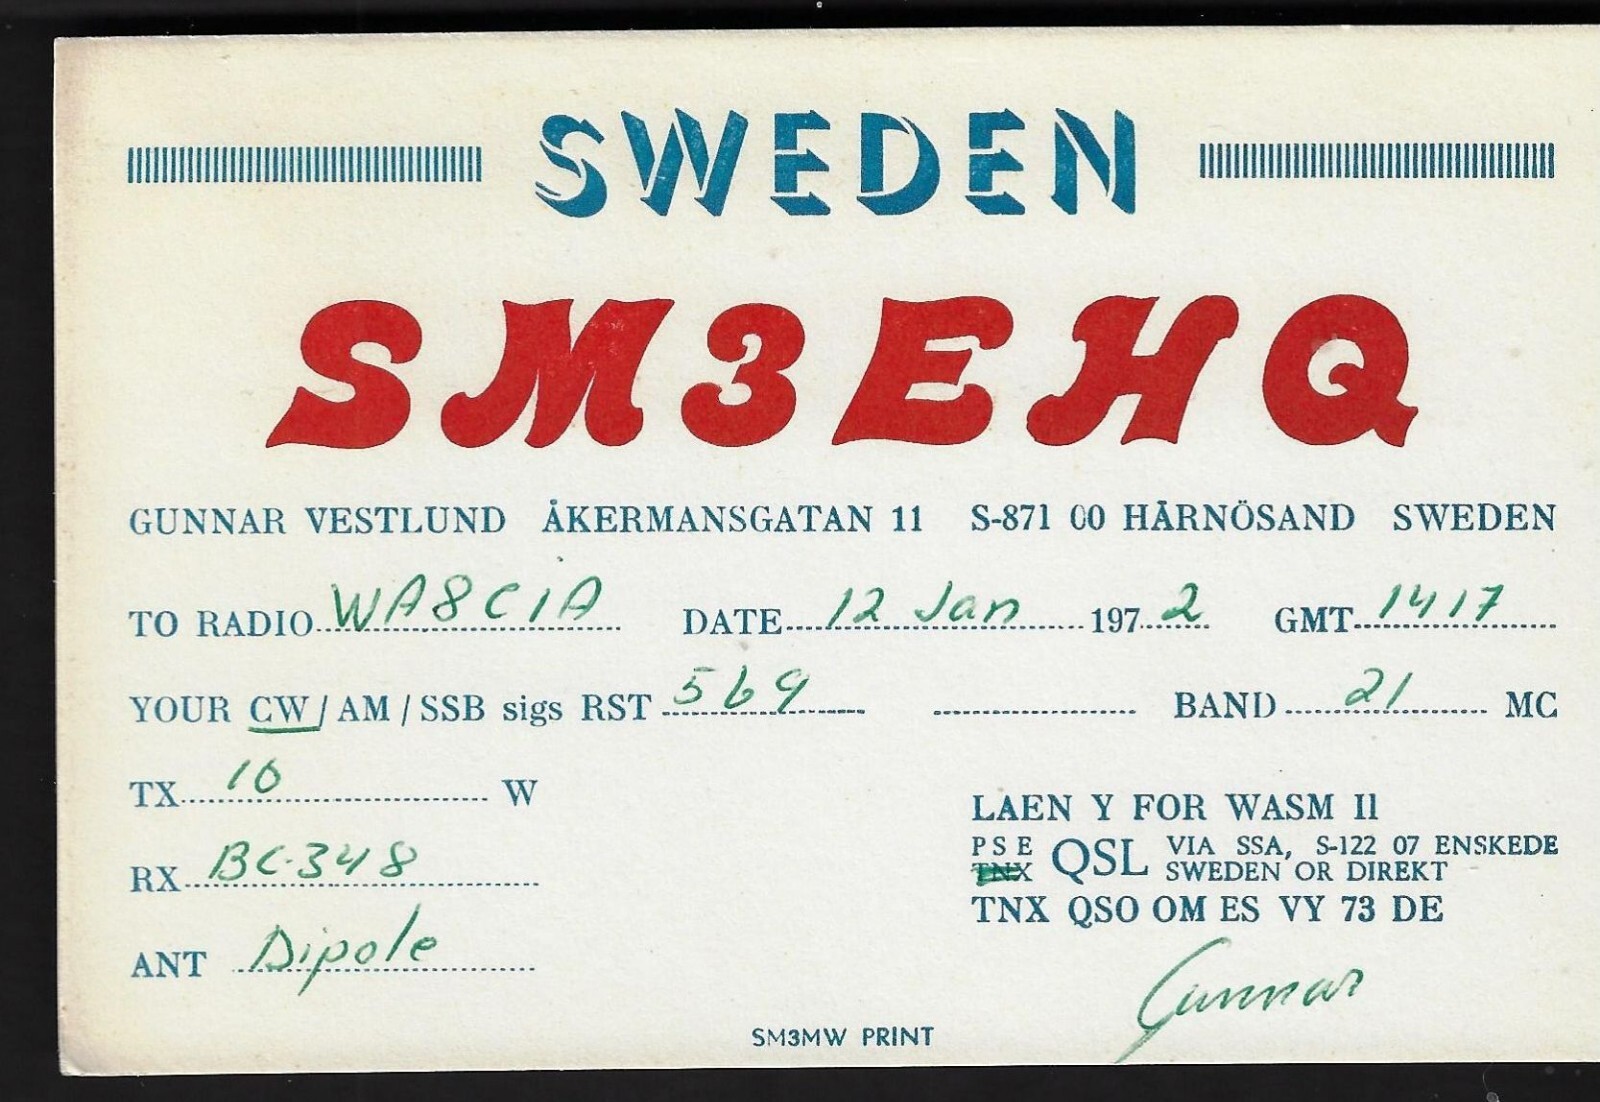 SWEDEN
SM3EHQ
GUNNAR VESTLUND ÅKERMANSGATAN 11 S-871 00 HÄRNÖSAND SWEDEN
TO RADIO WA8CIA DATE 12 Jan 1972 GMT 1417
YOUR CW / AM / SSB sigs RST 569 BAND 21 MC
TX 10 W
RX BC-348
ANT Dipole
LAEN Y FOR WASM II
PSE TNX QSL VIA SSA, S-122 07 ENSKEDE
SWEDEN OR DIREKT
TNX QSO OM ES VY 73 DE
Gunnar
SM3MW PRINT